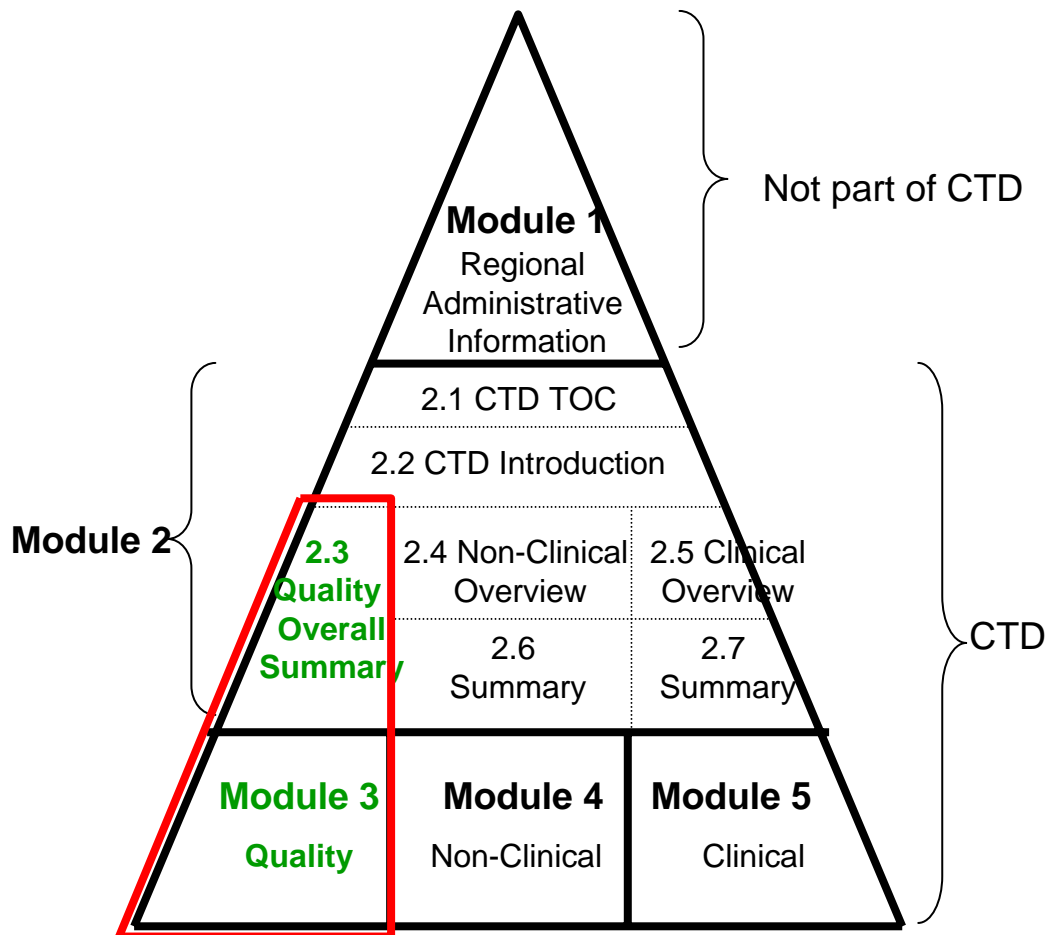 Not part of CTD
Module 1
Regional
Administrative
Information
2.1 CTD TOC
2.2 CTD Introduction
Module 2
2.3
Quality
Overall
Summary
2.4 Non-Clinical
Overview
2.5 Clinical
Overview
2.6
Summary
2.7
Summary
CTD
Module 3
Quality
Module 4
Non-Clinical
Module 5
Clinical